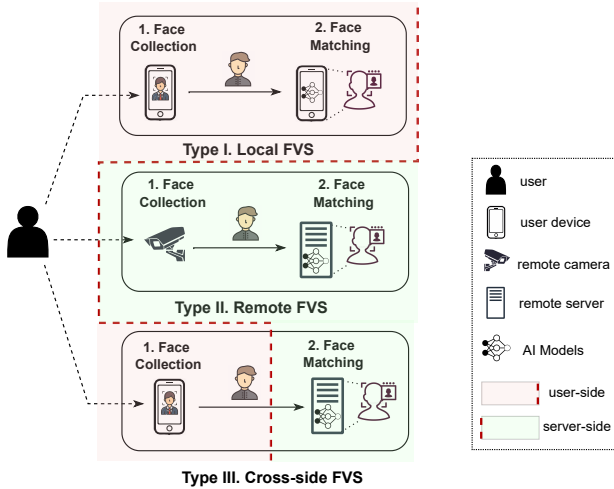 1. Face
Collection
2. Face
Matching
Type I. Local FVS
1. Face
Collection
2. Face
Matching
Type II. Remote FVS
1. Face
Collection
2. Face
Matching
Type III. Cross-side FVS
user
user device
remote camera
remote server
AI Models
user-side
server-side